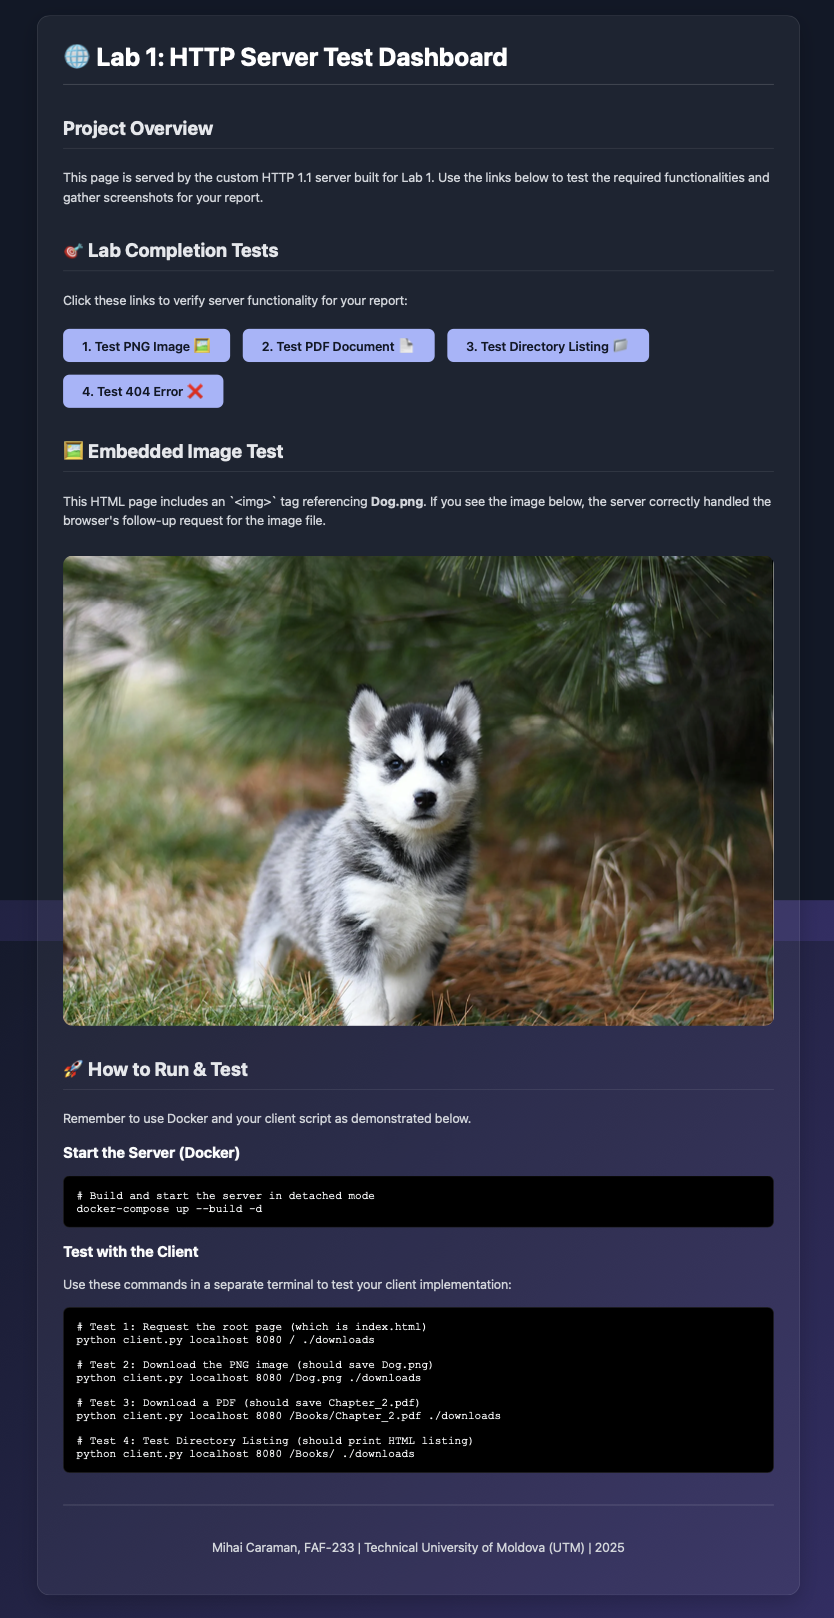 🌐 Lab 1: HTTP Server Test Dashboard
Project Overview
This page is served by the custom HTTP 1.1 server built for Lab 1. Use the links below to test the required functionalities and
gather screenshots for your report.
🎯 Lab Completion Tests
Click these links to verify server functionality for your report:
1. Test PNG Image 🖼️
2. Test PDF Document 📄
3. Test Directory Listing 📁
4. Test 404 Error ❌
🖼️ Embedded Image Test
This HTML page includes an `<img>` tag referencing Dog.png. If you see the image below, the server correctly handled the
browser's follow-up request for the image file.
🚀 How to Run & Test
Remember to use Docker and your client script as demonstrated below.
Start the Server (Docker)
# Build and start the server in detached mode
docker-compose up --build -d
Test with the Client
Use these commands in a separate terminal to test your client implementation:
# Test 1: Request the root page (which is index.html)
python client.py localhost 8080 / ./downloads
# Test 2: Download the PNG image (should save Dog.png)
python client.py localhost 8080 /Dog.png ./downloads
# Test 3: Download a PDF (should save Chapter_2.pdf)
python client.py localhost 8080 /Books/Chapter_2.pdf ./downloads
# Test 4: Test Directory Listing (should print HTML listing)
python client.py localhost 8080 /Books/ ./downloads
Mihai Caraman, FAF-233 | Technical University of Moldova (UTM) | 2025